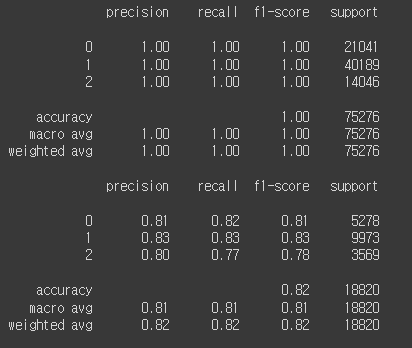 precision recall f1-score support
0 1.00 1.00 1.00 21041
1 1.00 1.00 1.00 40189
2 1.00 1.00 1.00 14046
accuracy 1.00 75276
macro avg 1.00 1.00 1.00 75276
weighted avg 1.00 1.00 1.00 75276
precision recall f1-score support
0 0.81 0.82 0.81 5278
1 0.83 0.83 0.83 9973
2 0.80 0.77 0.78 3569
accuracy 0.82 18820
macro avg 0.81 0.81 0.81 18820
weighted avg 0.82 0.82 0.82 18820